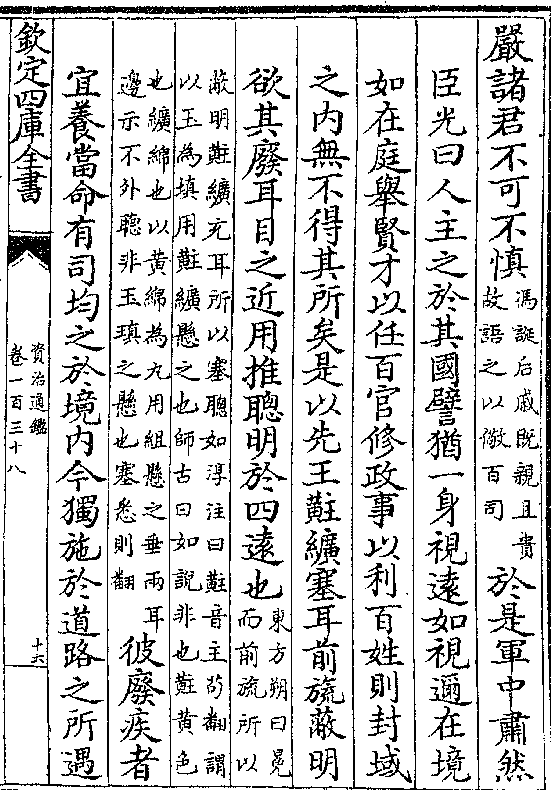 嚴諸君不可不慎
馮誕后戚既親且貴
故語之以儆百司
於是軍中肅然
臣光曰人主之於其國譬猶一身視遠如視邇在境
如在庭舉賢才以任百官修政事以利百姓則封域
之内無不得其所矣是以先王黈纊塞耳前旒蔽明
欲其廢耳目之近用推聰明於四遠也
東方朔曰冕
而前旒所以
蔽明黈纊充耳所以塞聰如淳注曰黈音主苟翻謂
以玉為填用黈纊懸之也師古曰如說非也黈黄色
也纊綿也以黄綿為丸用組懸之垂兩耳
邊示不外聽非玉瑱之懸也塞悉則翻
彼廢疾者
宜養當命有司均之於境内今獨施於道路之所遇
欽定四庫全書
資治通鑑
卷一百三十八
十六